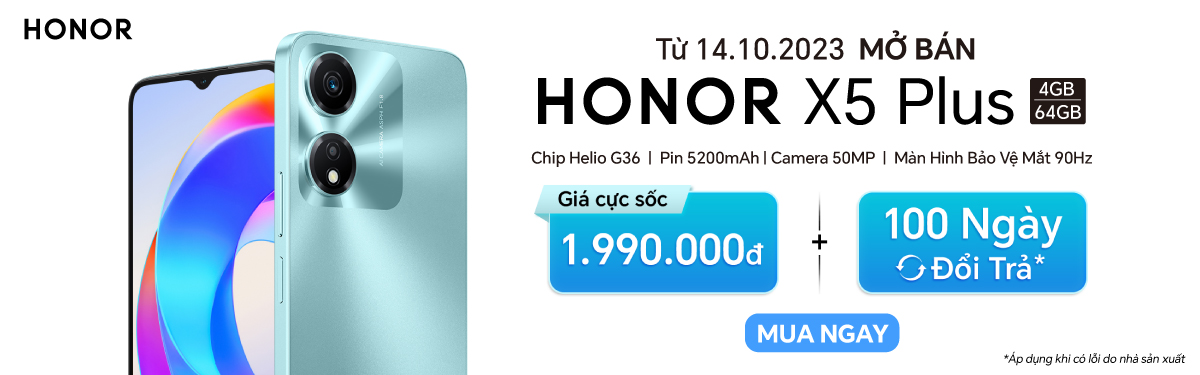 HONOR
Từ 14.10.2023 MỞ BÁN
HONOR X5 Plus
4GB
64GB
Chip Helio G36 | Pin 5200mAh | Camera 50MP | Màn Hình Bảo Vệ Mắt 90Hz
Giá cực sốc
1.990.000đ
+
100 Ngày
Đổi Trả*
MUA NGAY
*Áp dụng khi có lỗi do nhà sản xuất